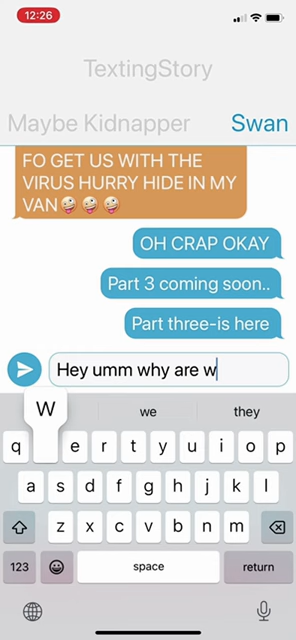 12:26
TextingStory
Maybe Kidnapper Swan
FO GET US WITH THE
VIRUS HURRY HIDE IN MY
VAN🤪🤪🤪
OH CRAP OKAY
Part 3 coming soon..
Part three-is here
Hey umm why are w
W we they
q e r t y u i o p
a s d f g h j k l
z x c v b n m
123 space return